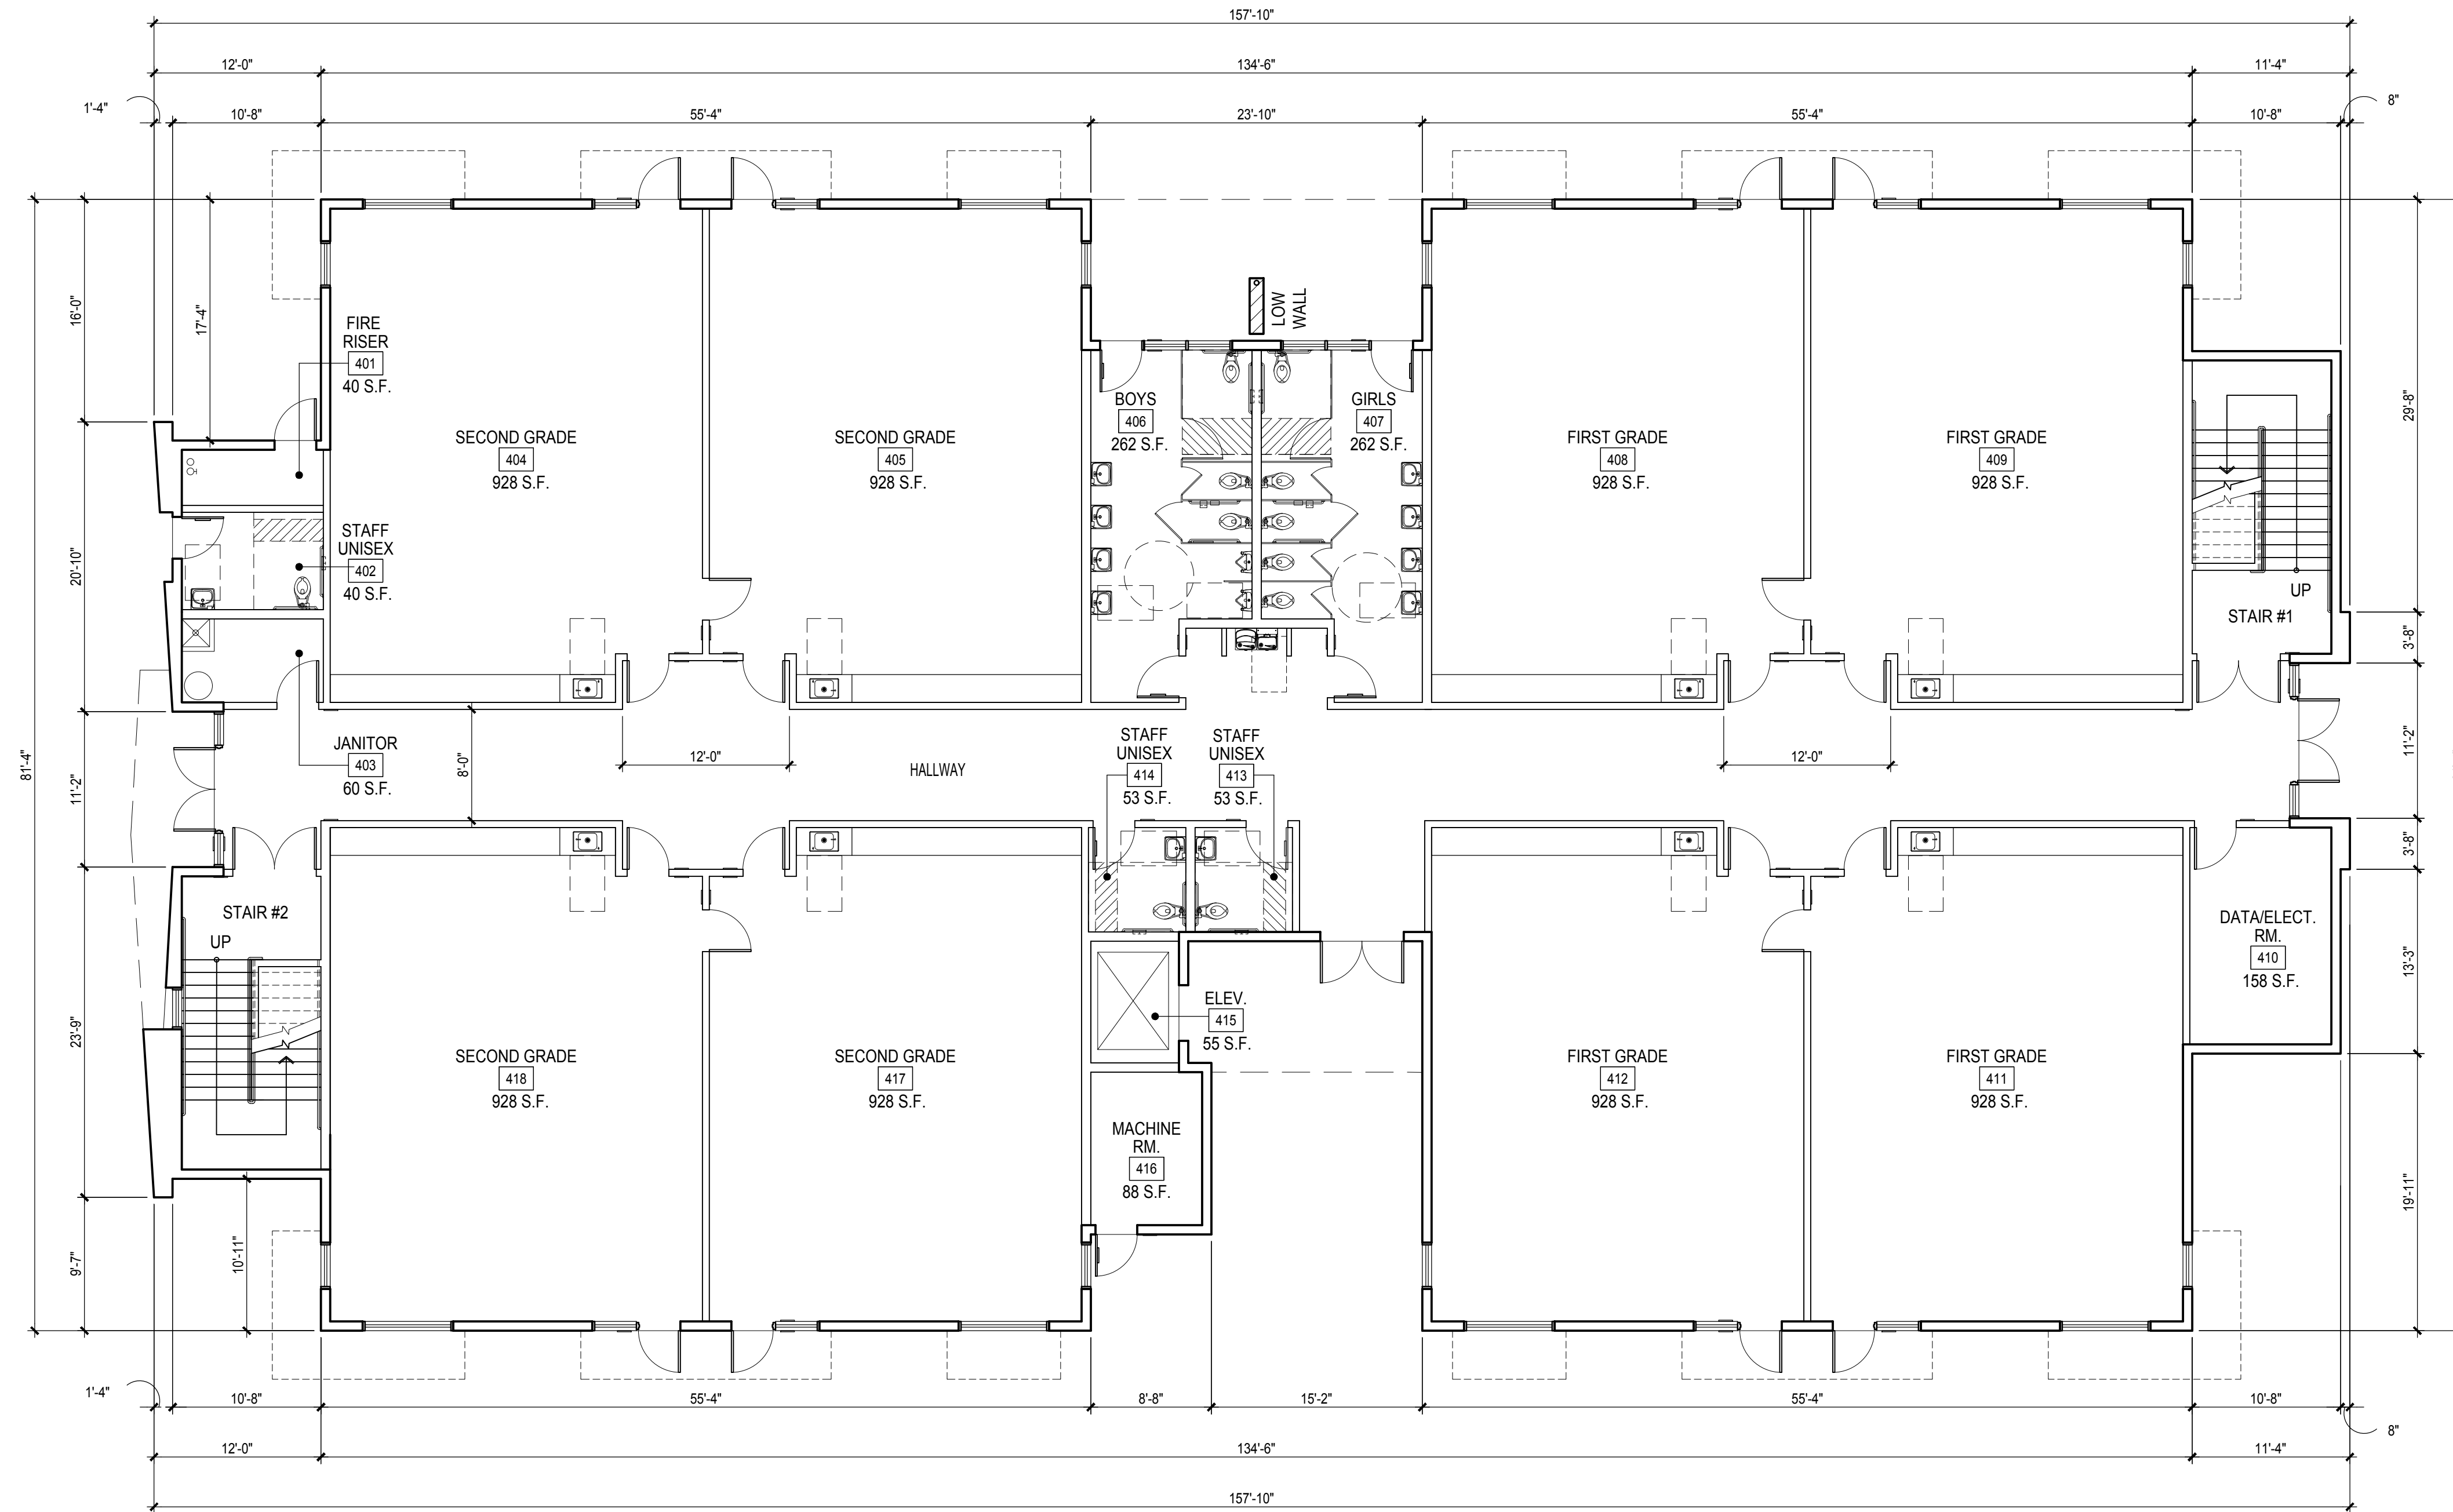 157'-10"
12'-0"
134'-6"
11'-4"
1'-4"
10'-8"
55'-4"
23'-10"
55'-4"
10'-8"
8"
16'-0"
17'-4"
FIRE
RISER
401
40 S.F.
LOW
WALL
SECOND GRADE
404
928 S.F.
SECOND GRADE
405
928 S.F.
BOYS
406
262 S.F.
GIRLS
407
262 S.F.
FIRST GRADE
408
928 S.F.
FIRST GRADE
409
928 S.F.
29'-8"
20'-10"
STAFF
UNISEX
402
40 S.F.
UP
STAIR #1
3'-8"
81'-4"
11'-2"
JANITOR
403
60 S.F.
8'-0"
12'-0"
HALLWAY
STAFF
UNISEX
414
53 S.F.
STAFF
UNISEX
413
53 S.F.
12'-0"
11'-2"
3'-8"
STAIR #2
UP
23'-9"
DATA/ELECT.
RM.
410
158 S.F.
13'-3"
ELEV.
415
55 S.F.
SECOND GRADE
418
928 S.F.
SECOND GRADE
417
928 S.F.
FIRST GRADE
412
928 S.F.
FIRST GRADE
411
928 S.F.
MACHINE
RM.
416
88 S.F.
19'-11"
9'-7"
10'-11"
1'-4"
10'-8"
55'-4"
8'-8"
15'-2"
55'-4"
10'-8"
8"
12'-0"
134'-6"
11'-4"
157'-10"